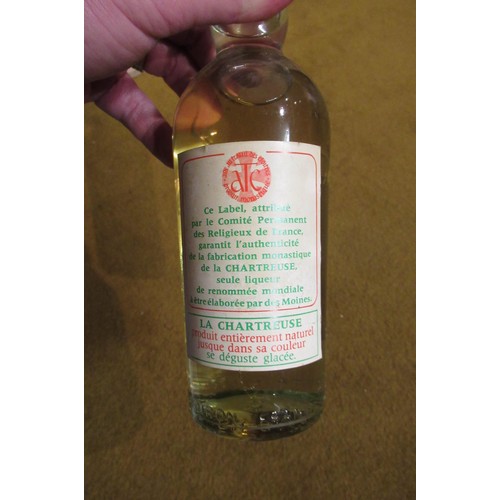 Ce Label, attribué
par le Comité Permanent
des Religieux de France,
garantit l'authenticité
de la fabrication monastique
de la CHARTREUSE,
seule liqueur
de renommée mondiale
à être élaborée par des Moines.
LA CHARTREUSE
produit entièrement naturel
jusque dans sa couleur
se déguste glacée.